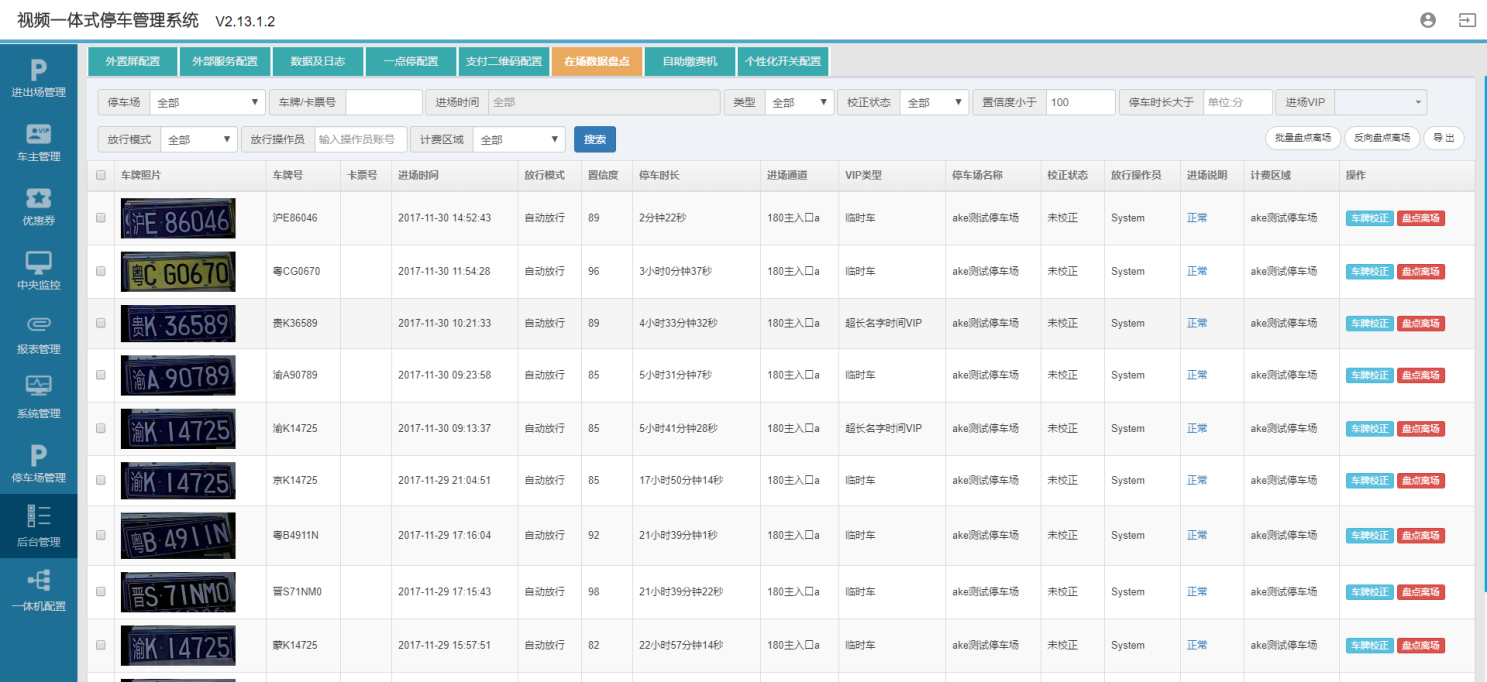 视频一体式停车管理系统 V2.13.1.2
外置屏配置 外部服务配置 数据及日志 一点停配置 支付二维码配置 在场数据盘点 自助缴费机 个性化开关配置
进出场管理
车主管理
优惠券
中央监控
报表管理
系统管理
停车场管理
后台管理
一体机配置
停车场 全部 车牌/卡票号 进场时间 全部 类型 全部 校正状态 全部 置信度小于 100 停车时长大于 单位:分 进场VIP
放行模式 全部 放行操作员 输入操作员账号 计费区域 全部 搜索 批量盘点离场 反向盘点离场 导出
车牌照片 车牌号 卡票号 进场时间 放行模式 置信度 停车时长 进场通道 VIP类型 停车场名称 校正状态 放行操作员 进场说明 计费区域 操作
沪E 86046 沪E86046 2017-11-30 14:52:43 自动放行 89 2分钟22秒 180主入口a 临时车 ake测试停车场 未校正 System 正常 ake测试停车场 车牌校正 盘点离场
粤C G0670 粤CG0670 2017-11-30 11:54:28 自动放行 96 3小时0分钟37秒 180主入口a 临时车 ake测试停车场 未校正 System 正常 ake测试停车场 车牌校正 盘点离场
贵K 36589 贵K36589 2017-11-30 10:21:33 自动放行 89 4小时33分钟32秒 180主入口a 超长名字时间VIP ake测试停车场 未校正 System 正常 ake测试停车场 车牌校正 盘点离场
渝A 90789 渝A90789 2017-11-30 09:23:58 自动放行 85 5小时31分钟7秒 180主入口a 临时车 ake测试停车场 未校正 System 正常 ake测试停车场 车牌校正 盘点离场
渝K 14725 渝K14725 2017-11-30 09:13:37 自动放行 85 5小时41分钟28秒 180主入口a 超长名字时间VIP ake测试停车场 未校正 System 正常 ake测试停车场 车牌校正 盘点离场
渝K 14725 京K14725 2017-11-29 21:04:51 自动放行 85 17小时50分钟14秒 180主入口a 临时车 ake测试停车场 未校正 System 正常 ake测试停车场 车牌校正 盘点离场
粤B 4911N 粤B4911N 2017-11-29 17:16:04 自动放行 92 21小时39分钟1秒 180主入口a 临时车 ake测试停车场 未校正 System 正常 ake测试停车场 车牌校正 盘点离场
晋S 71NM0 晋S71NM0 2017-11-29 17:15:43 自动放行 98 21小时39分钟22秒 180主入口a 临时车 ake测试停车场 未校正 System 正常 ake测试停车场 车牌校正 盘点离场
渝K 14725 蒙K14725 2017-11-29 15:57:51 自动放行 82 22小时57分钟14秒 180主入口a 临时车 ake测试停车场 未校正 System 正常 ake测试停车场 车牌校正 盘点离场